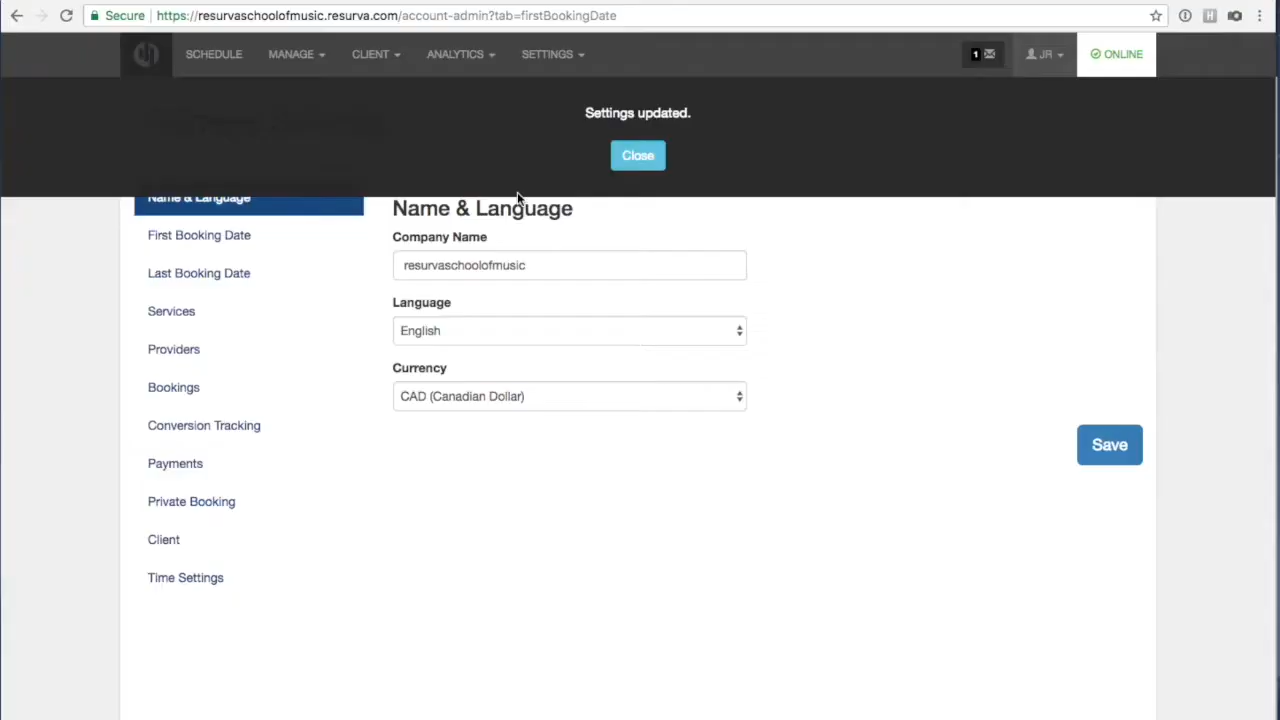 Secure https://resurvaschoolofmusic.resurva.com/account-admin?tab=firstBookingDate
SCHEDULE MANAGE CLIENT ANALYTICS SETTINGS 1 JR ONLINE
Settings updated.
Close
Name & Language
First Booking Date
Last Booking Date
Services
Providers
Bookings
Conversion Tracking
Payments
Private Booking
Client
Time Settings
Name & Language
Company Name
resurvaschoolofmusic
Language
English
Currency
CAD (Canadian Dollar)
Save